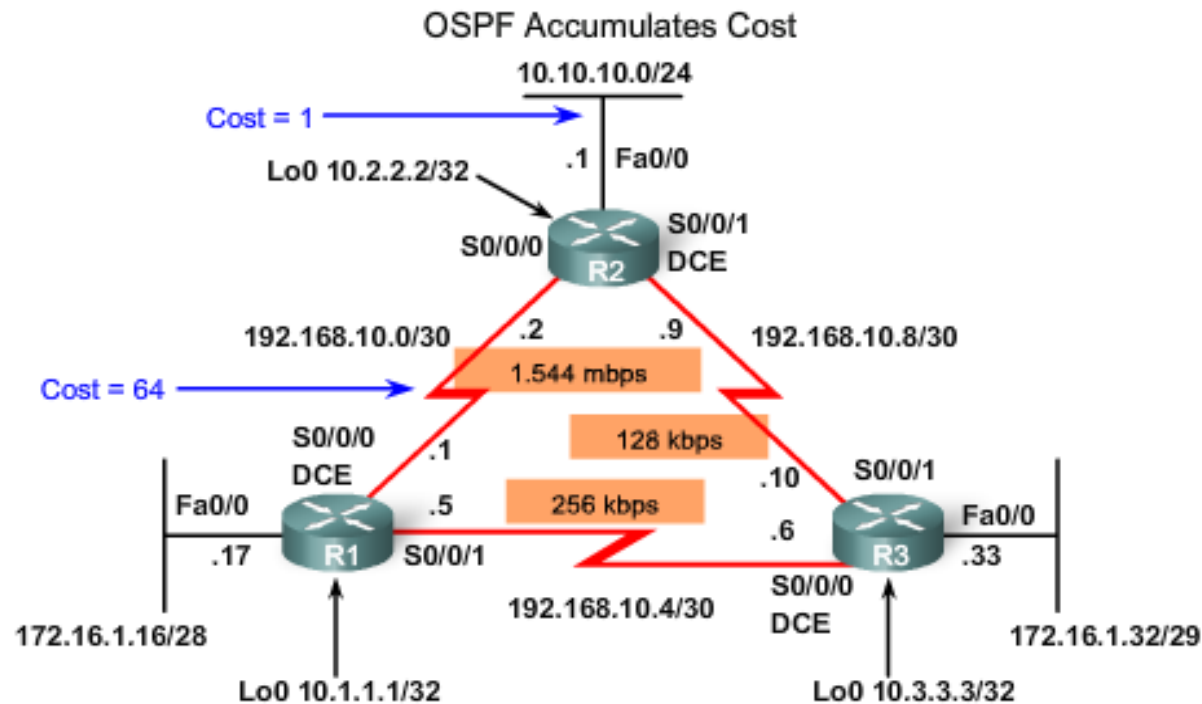 OSPF Accumulates Cost
10.10.10.0/24
Cost = 1
.1
Fa0/0
Lo0 10.2.2.2/32
S0/0/0
S0/0/1
DCE
R2
192.168.10.0/30
.2
.9
192.168.10.8/30
1.544 mbps
Cost = 64
128 kbps
S0/0/0
DCE
.1
.10
S0/0/1
Fa0/0
.5
256 kbps
.6
Fa0/0
.17
R1
S0/0/1
R3
.33
S0/0/0
DCE
192.168.10.4/30
172.16.1.16/28
172.16.1.32/29
Lo0 10.1.1.1/32
Lo0 10.3.3.3/32